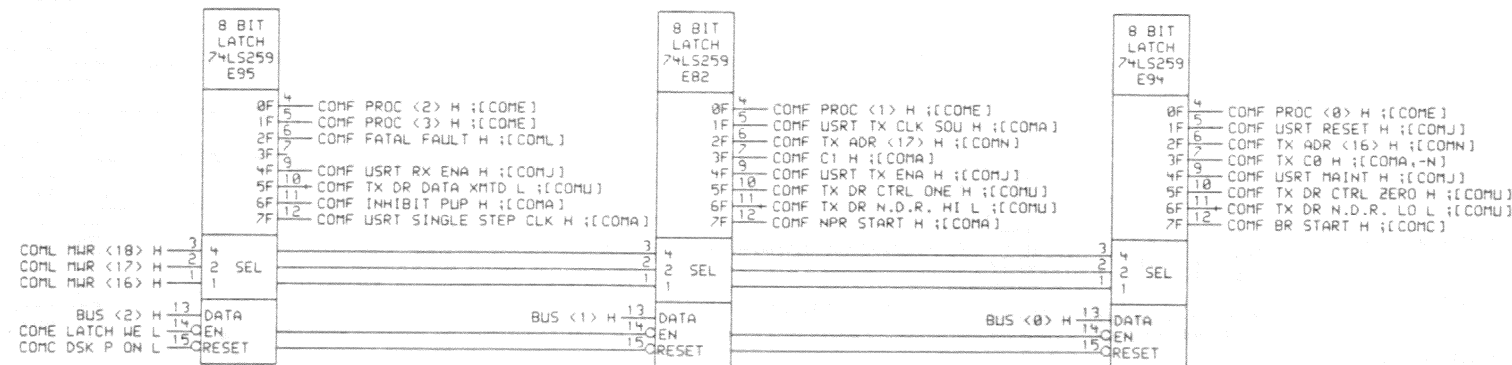 8 BIT
LATCH
74LS259
E95
0F 4 COMF PROC <2> H ;[COME]
1F 5 COMF PROC <3> H ;[COME]
2F 6 COMF FATAL FAULT H ;[COML]
3F 7
4F 9 COMF USRT RX ENA H ;[COMJ]
5F 10 COMF TX DR DATA XMTD L ;[COMU]
6F 11 COMF INHIBIT PUP H ;[COMA]
7F 12 COMF USRT SINGLE STEP CLK H ;[COMA]
COML MWR <18> H 3 4
COML MWR <17> H 2 2 SEL
COML MWR <16> H 1 1
BUS <2> H 13 DATA
COME LATCH WE L 14 EN
COMC DSK P ON L 15 RESET
8 BIT
LATCH
74LS259
E82
0F 4 COMF PROC <1> H ;[COME]
1F 5 COMF USRT TX CLK SOU H ;[COMA]
2F 6 COMF TX ADR <17> H ;[COMN]
3F 7 COMF C1 H ;[COMA]
4F 9 COMF USRT TX ENA H ;[COMJ]
5F 10 COMF TX DR CTRL ONE H ;[COMU]
6F 11 COMF TX DR N.D.R. HI L ;[COMU]
7F 12 COMF NPR START H ;[COMA]
3 4
2 2 SEL
1 1
BUS <1> H 13 DATA
14 EN
15 RESET
8 BIT
LATCH
74LS259
E94
0F 4 COMF PROC <0> H ;[COME]
1F 5 COMF USRT RESET H ;[COMJ]
2F 6 COMF TX ADR <16> H ;[COMN]
3F 7 COMF TX C0 H ;[COMA,-N]
4F 9 COMF USRT MAINT H ;[COMJ]
5F 10 COMF TX DR CTRL ZERO H ;[COMU]
6F 11 COMF TX DR N.D.R. LO L ;[COMU]
7F 12 COMF BR START H ;[COMC]
3 4
2 2 SEL
1 1
BUS <0> H 13 DATA
14 EN
15 RESET